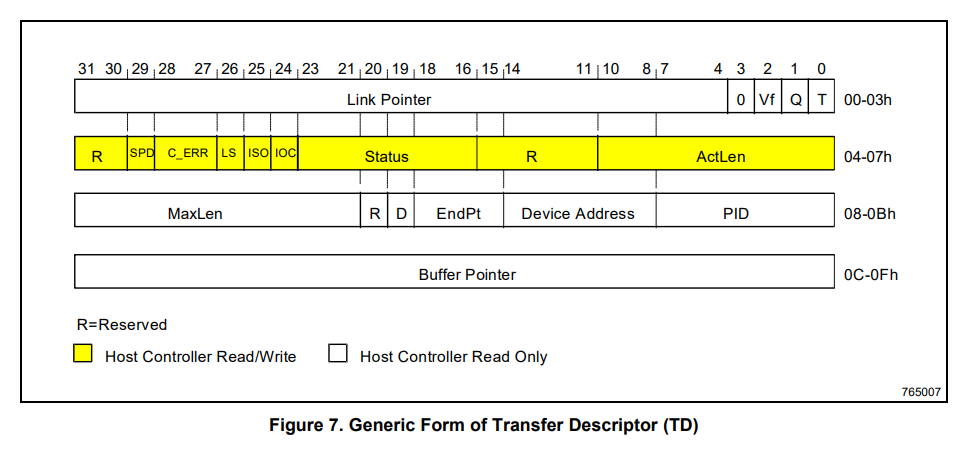 31 30 29 28 27 26 25 24 23 21 20 19 18 16 15 14 11 10 8 7 4 3 2 1 0
Link Pointer 0 Vf Q T 00-03h
R SPD C_ERR LS ISO IOC Status R ActLen 04-07h
MaxLen R D EndPt Device Address PID 08-0Bh
Buffer Pointer 0C-0Fh
R=Reserved
Host Controller Read/Write Host Controller Read Only
765007
Figure 7. Generic Form of Transfer Descriptor (TD)